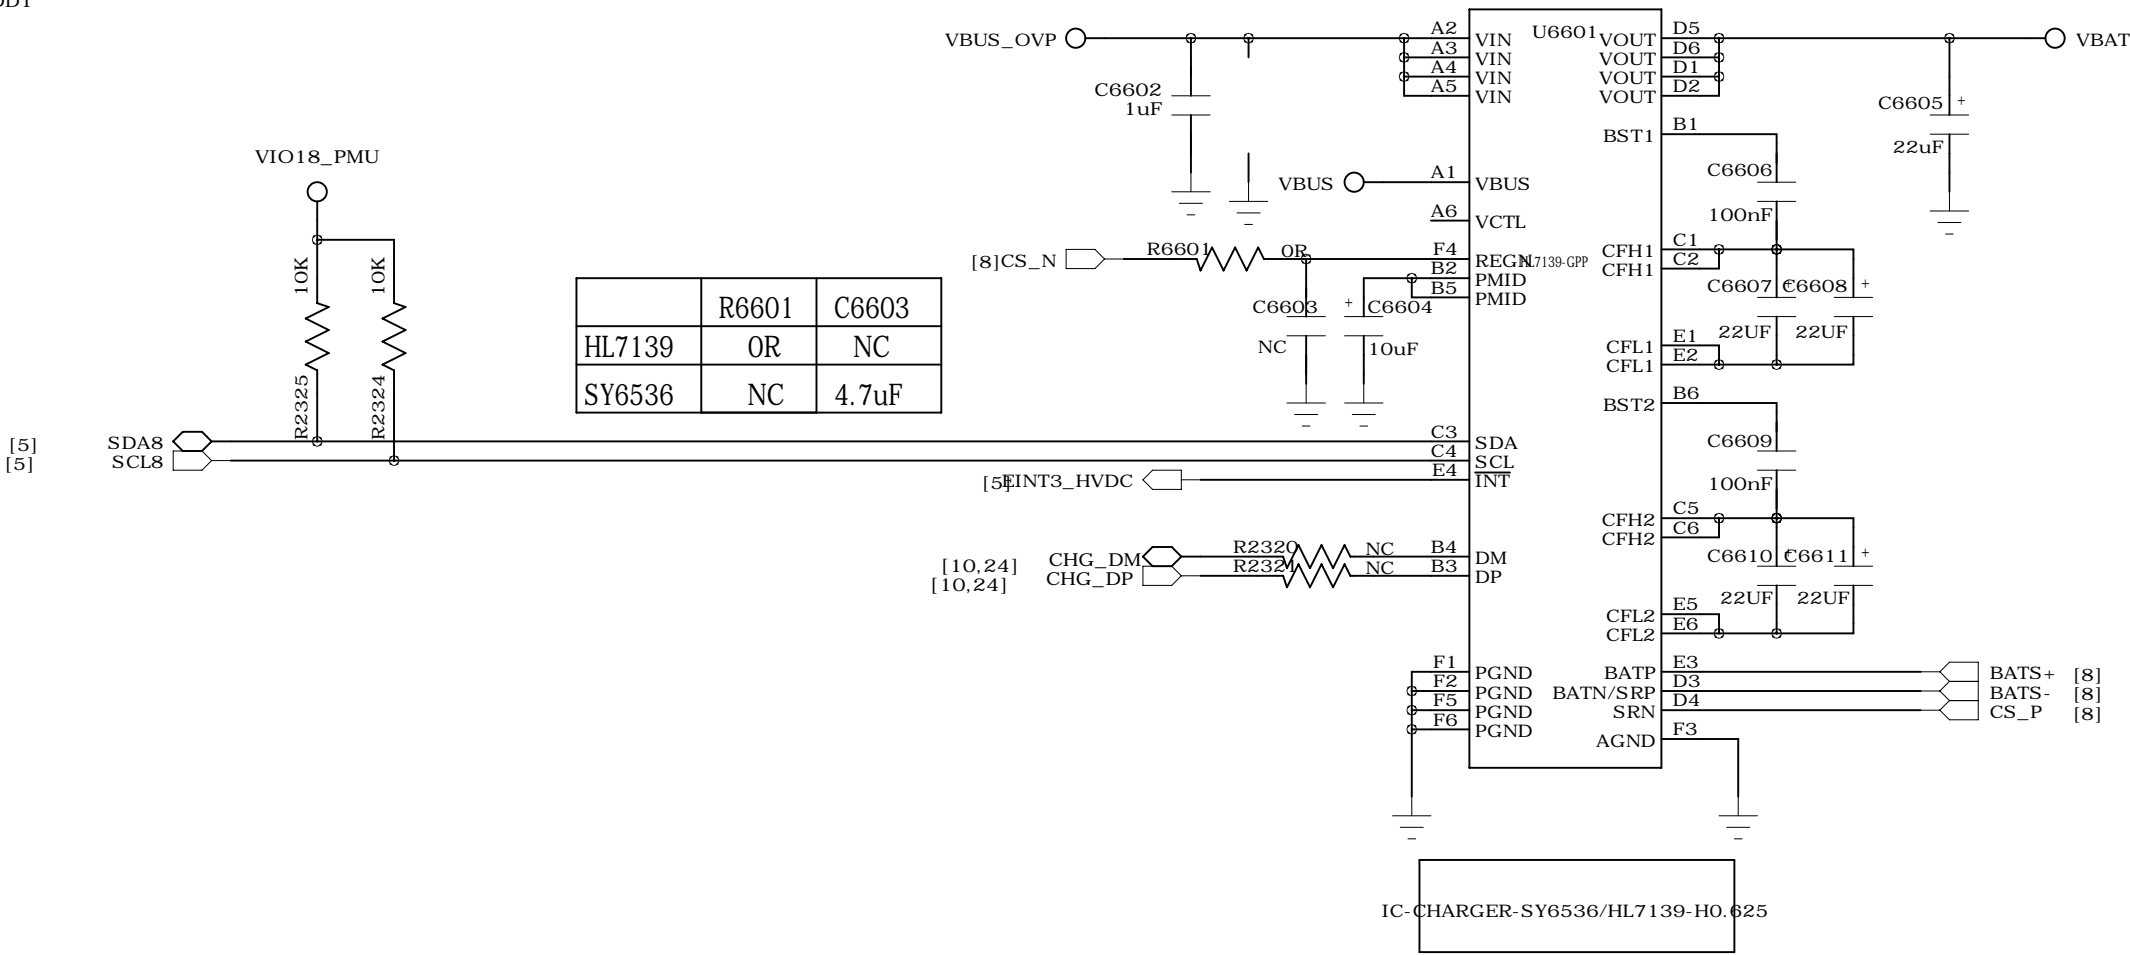 VBUS_OVP
C6602
1uF
VIO18_PMU
10K
10K
R2325
R2324
R6601 C6603
HL7139 0R NC
SY6536 NC 4.7uF
VBUS
[8]CS_N
R6601
0R
C6603
NC
+
C6604
10uF
[5] SDA8
[5] SCL8
[5]EINT3_HVDC
[10,24] CHG_DM
[10,24] CHG_DP
R2320 NC
R2321 NC
U6601
HL7139-GPP
A2 VIN
A3 VIN
A4 VIN
A5 VIN
A1 VBUS
A6 VCTL
F4 REGN
B2 PMID
B5 PMID
C3 SDA
C4 SCL
E4 INT
B4 DM
B3 DP
F1 PGND
F2 PGND
F5 PGND
F6 PGND
VOUT D5
VOUT D6
VOUT D1
VOUT D2
BST1 B1
CFH1 C1
CFH1 C2
CFL1 E1
CFL1 E2
BST2 B6
CFH2 C5
CFH2 C6
CFL2 E5
CFL2 E6
BATP E3
BATN/SRP D3
SRN D4
AGND F3
VBAT
C6605 +
22uF
C6606
100nF
C6607 + C6608 +
22UF 22UF
C6609
100nF
C6610 + C6611 +
22UF 22UF
BATS+ [8]
BATS- [8]
CS_P [8]
IC-CHARGER-SY6536/HL7139-H0.625